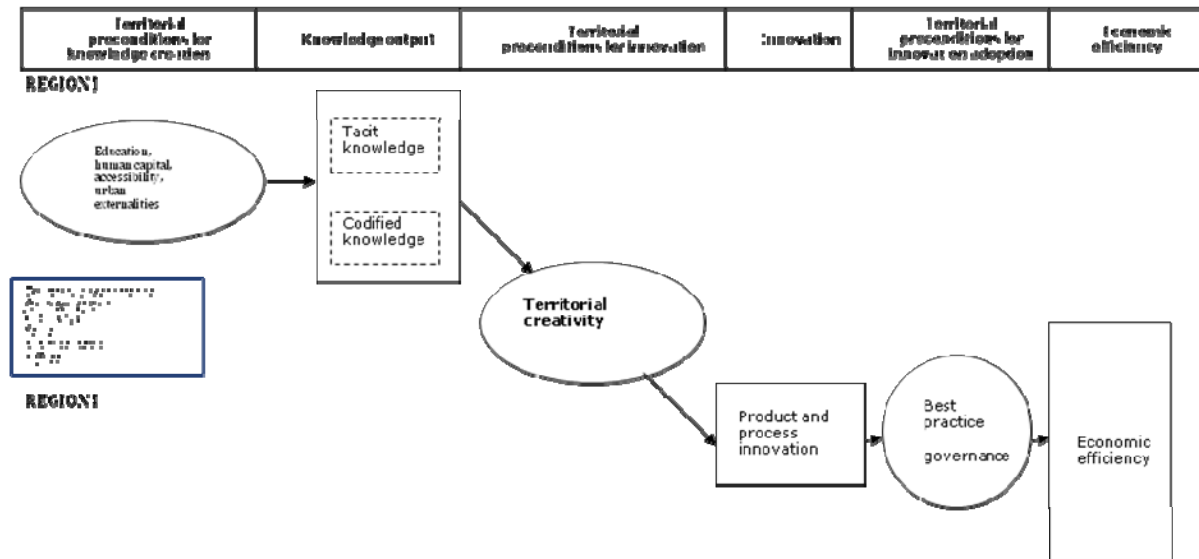 Territorial
preconditions for
knowledge creation
Knowledge output
Territorial
preconditions for innovation
Innovation
Territorial
preconditions for
innovation adoption
Economic
efficiency
REGION I
Education,
human capital,
accessibility,
urban
externalities
Tacit
knowledge
Codified
knowledge
Territorial
creativity
REGION I
Product and
process
innovation
Best
practice
governance
Economic
efficiency